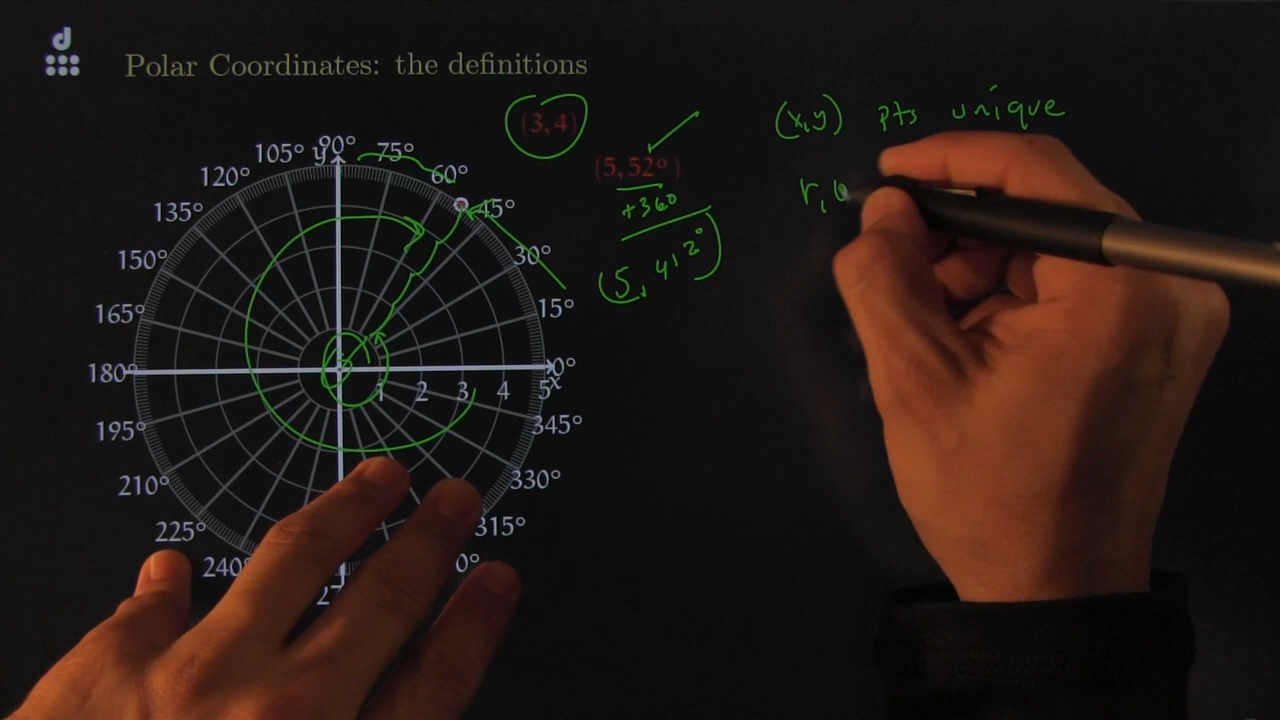 d
Polar Coordinates: the definitions
(3,4)
(x,y) pts unique
(5,52°)
+360
(5,412°)
r,
y
x
90°
105° 75°
120° 60°
135° 45°
150° 30°
165° 15°
180° 0°
1 2 3 4 5
195° 345°
210° 330°
225° 315°
240°